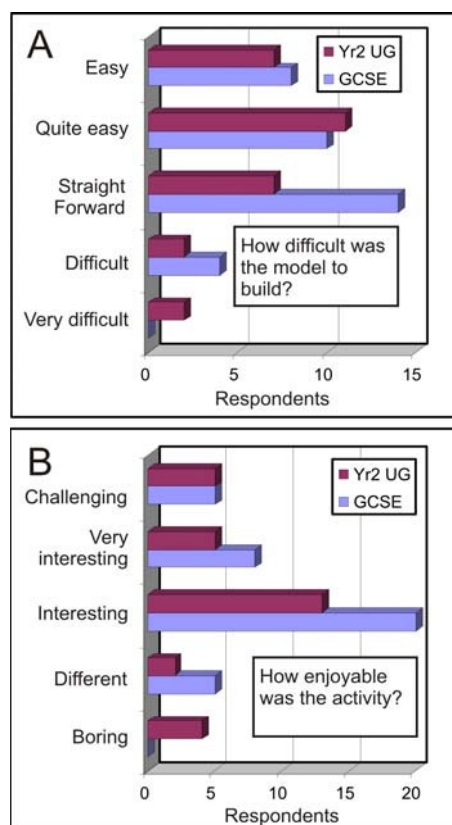 A
Yr2 UG
GCSE
Easy
Quite easy
Straight
Forward
Difficult
Very difficult
How difficult was
the model to
build?
0 5 10 15
Respondents
B
Yr2 UG
GCSE
Challenging
Very
interesting
Interesting
Different
Boring
How enjoyable
was the activity?
0 5 10 15 20
Respondents